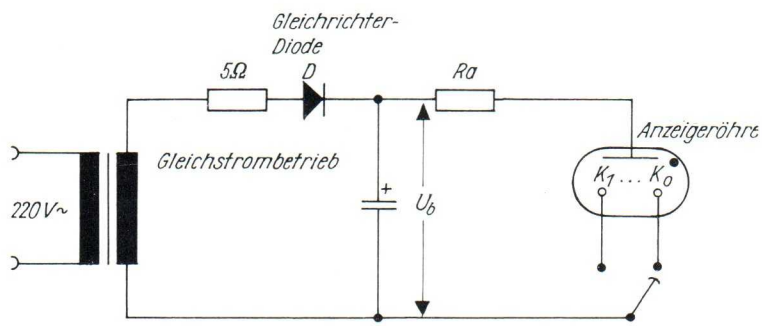 Gleichrichter-
Diode
5Ω
D
Ra
Anzeigeröhre
Gleichstrombetrieb
K1 ... K0
220V~
+
Ub